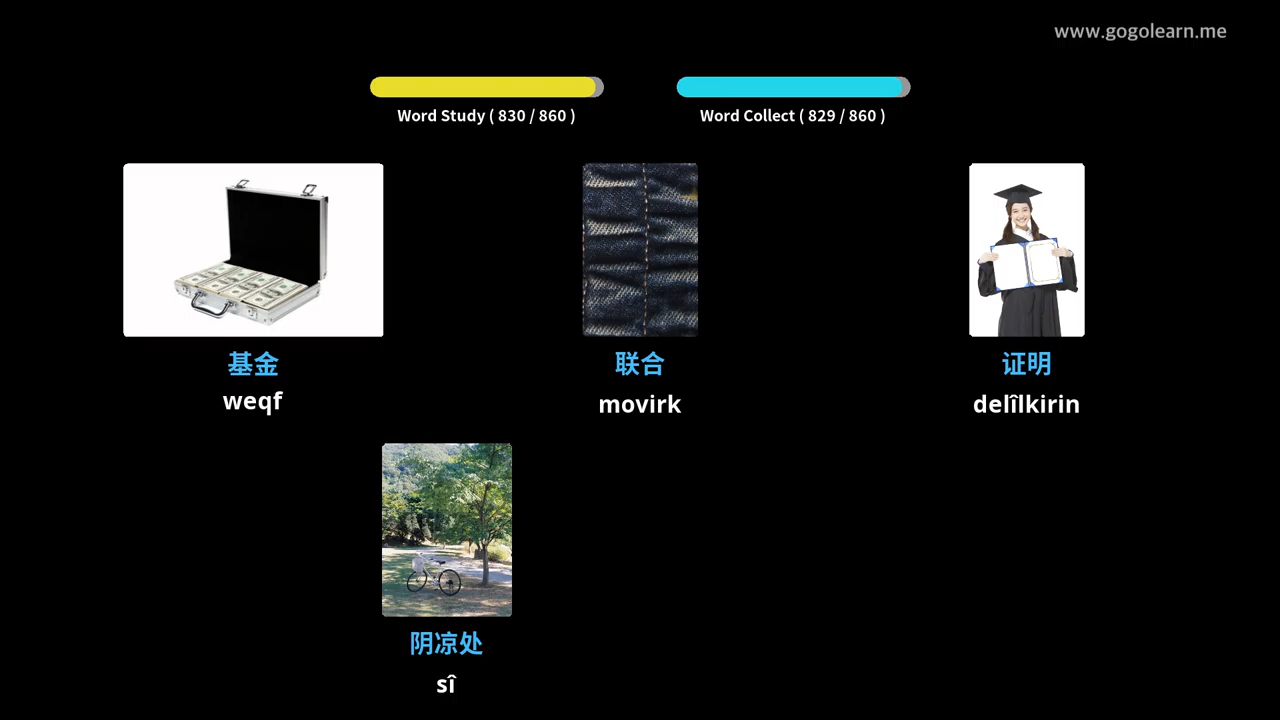 www.gogolearn.me
Word Study ( 830 / 860 )
Word Collect ( 829 / 860 )
基金
weqf
联合
movirk
证明
delîlkirin
阴凉处
sî